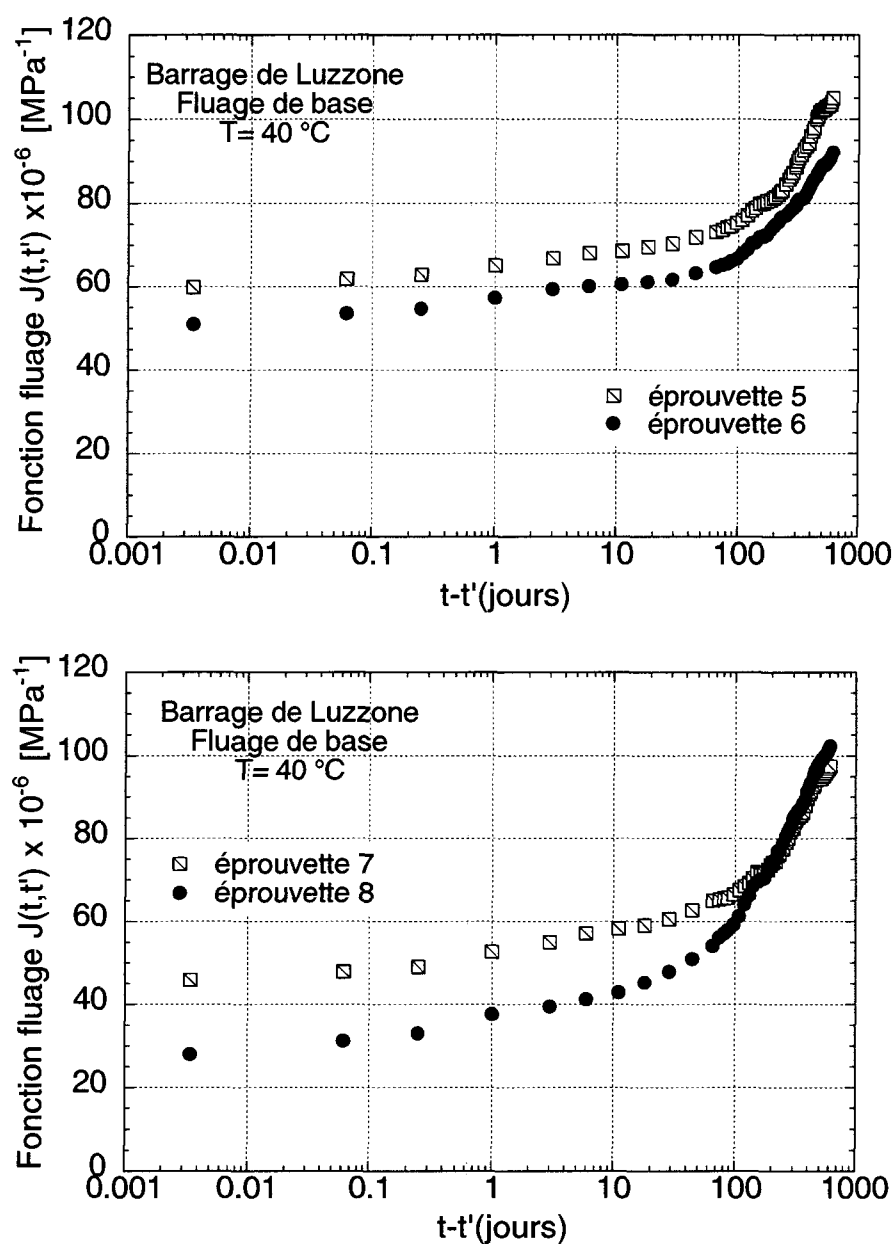 Fonction fluage J(t,t') x10-6 [MPa-1]
120
100
80
60
40
20
0
Barrage de Luzzone
Fluage de base
T= 40 °C
éprouvette 5
éprouvette 6
0.001
0.01
0.1
1
10
100
1000
t-t'(jours)
Fonction fluage J(t,t') x 10-6 [MPa-1]
120
100
80
60
40
20
0
Barrage de Luzzone
Fluage de base
T= 40 °C
éprouvette 7
éprouvette 8
0.001
0.01
0.1
1
10
100
1000
t-t'(jours)